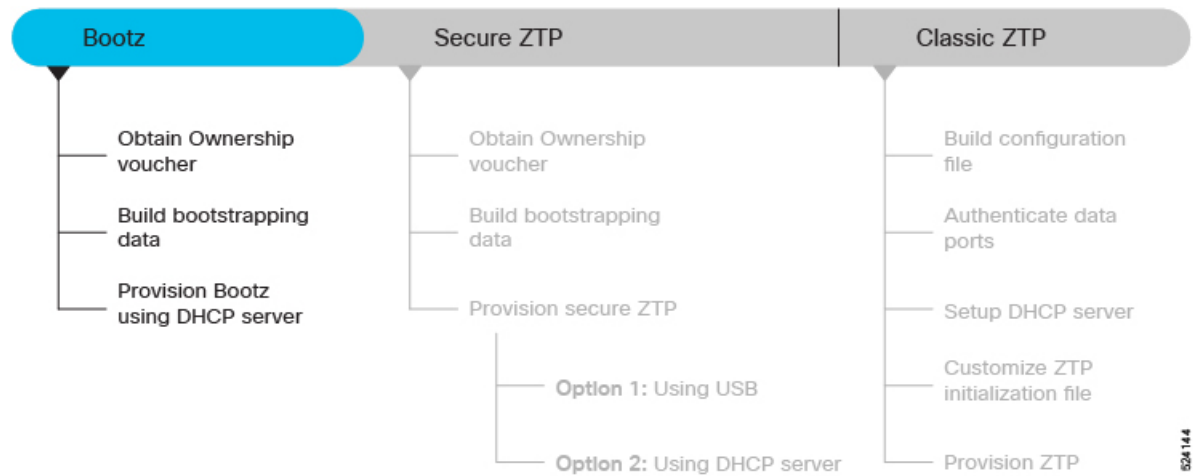 Bootz
Secure ZTP
Classic ZTP
Obtain Ownership
voucher
Build bootstrapping
data
Provision Bootz
using DHCP server
Obtain Ownership
voucher
Build bootstrapping
data
Provision secure ZTP
Option 1: Using USB
Option 2: Using DHCP server
Build configuration
file
Authenticate data
ports
Setup DHCP server
Customize ZTP
initialization file
Provision ZTP
524144